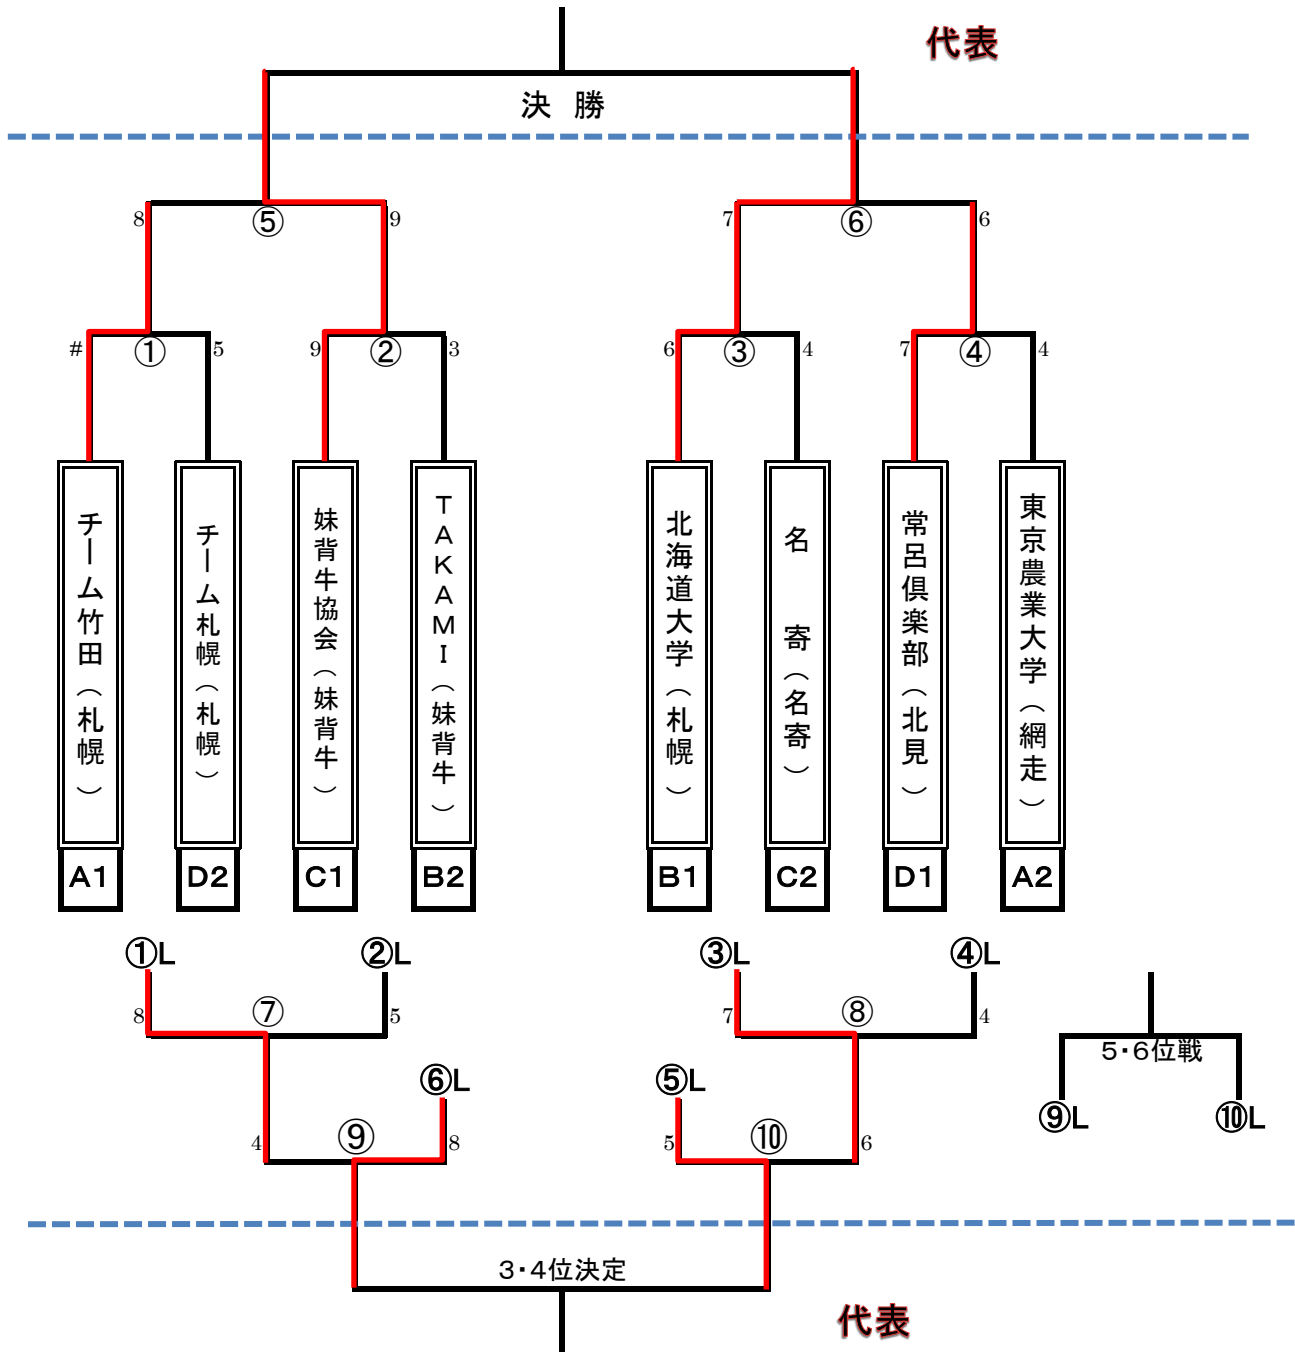 代表
決 勝
8 ⑤ 9 7 ⑥ 6
# ① 5 9 ② 3 6 ③ 4 7 ④ 4
チーム竹田（札幌）
チーム札幌（札幌）
妹背牛協会（妹背牛）
TAKAMI（妹背牛）
北海道大学（札幌）
名 寄（名寄）
常呂倶楽部（北見）
東京農業大学（網走）
A1 D2 C1 B2 B1 C2 D1 A2
①L ②L ③L ④L
8 ⑦ 5 7 ⑧ 4
5・6位戦
⑥L ⑤L
⑨L ⑩L
4 ⑨ 8 5 ⑩ 6
3・4位決定
代表